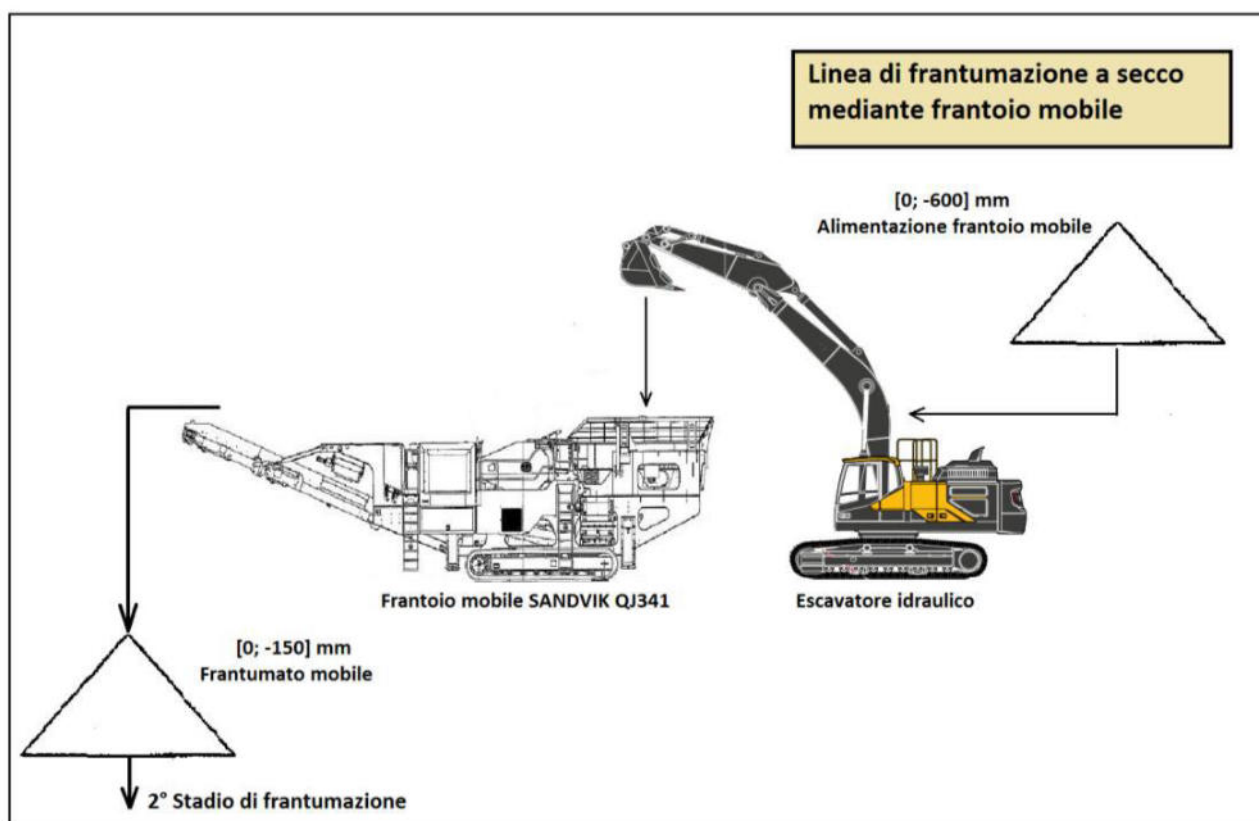 Linea di frantumazione a secco
mediante frantoio mobile
[0; -600] mm
Alimentazione frantoio mobile
Frantoio mobile SANDVIK QJ341
Escavatore idraulico
[0; -150] mm
Frantumato mobile
2° Stadio di frantumazione